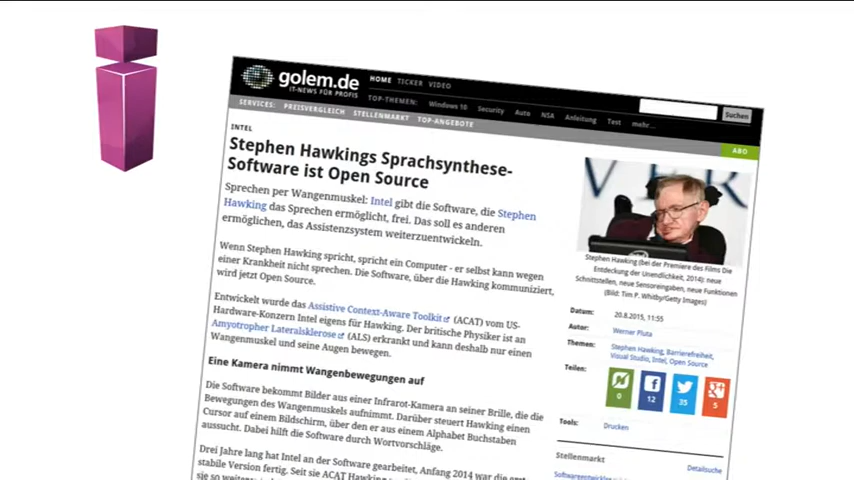 golem.de
IT-NEWS FÜR PROFIS
HOME TICKER VIDEO
TOP-THEMEN: Windows 10 Security Auto NSA Anleitung Test mehr...
Suchen
SERVICES: PREISVERGLEICH STELLENMARKT TOP-ANGEBOTE
ABO
INTEL
Stephen Hawkings Sprachsynthese-
Software ist Open Source
Sprechen per Wangenmuskel: Intel gibt die Software, die Stephen
Hawking das Sprechen ermöglicht, frei. Das soll es anderen
ermöglichen, das Assistenzsystem weiterzuentwickeln.
Wenn Stephen Hawking spricht, spricht ein Computer - er selbst kann wegen
einer Krankheit nicht sprechen. Die Software, über die Hawking kommuniziert,
wird jetzt Open Source.
Entwickelt wurde das Assistive Context-Aware Toolkit (ACAT) vom US-
Hardware-Konzern Intel eigens für Hawking. Der britische Physiker ist an
Amyotropher Lateralsklerose (ALS) erkrankt und kann deshalb nur einen
Wangenmuskel und seine Augen bewegen.
Eine Kamera nimmt Wangenbewegungen auf
Die Software bekommt Bilder aus einer Infrarot-Kamera an seiner Brille, die die
Bewegungen des Wangenmuskels aufnimmt. Darüber steuert Hawking einen
Cursor auf einem Bildschirm, über den er aus einem Alphabet Buchstaben
aussucht. Dabei hilft die Software durch Wortvorschläge.
Drei Jahre lang hat Intel an der Software gearbeitet, Anfang 2014 war die erste
stabile Version fertig. Seit sie ACAT
Stephen Hawking (bei der Premiere des Films Die
Entdeckung der Unendlichkeit, 2014): neue
Schnittstellen, neue Sensoreingaben, neue Funktionen
(Bild: Tim P. Whitby/Getty Images)
Datum: 20.8.2015, 11:55
Autor: Werner Pluta
Themen: Stephen Hawking, Barrierefreiheit,
Visual Studio, Intel, Open Source
Teilen:
0 12 35 5
Tools: Drucken
Stellenmarkt Detailsuche